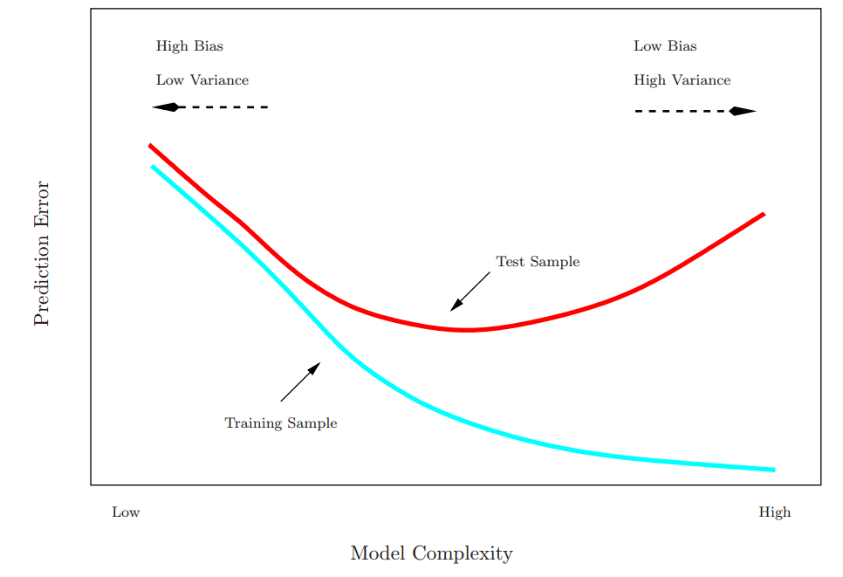 High Bias
Low Variance
Low Bias
High Variance
Prediction Error
Test Sample
Training Sample
Low
High
Model Complexity